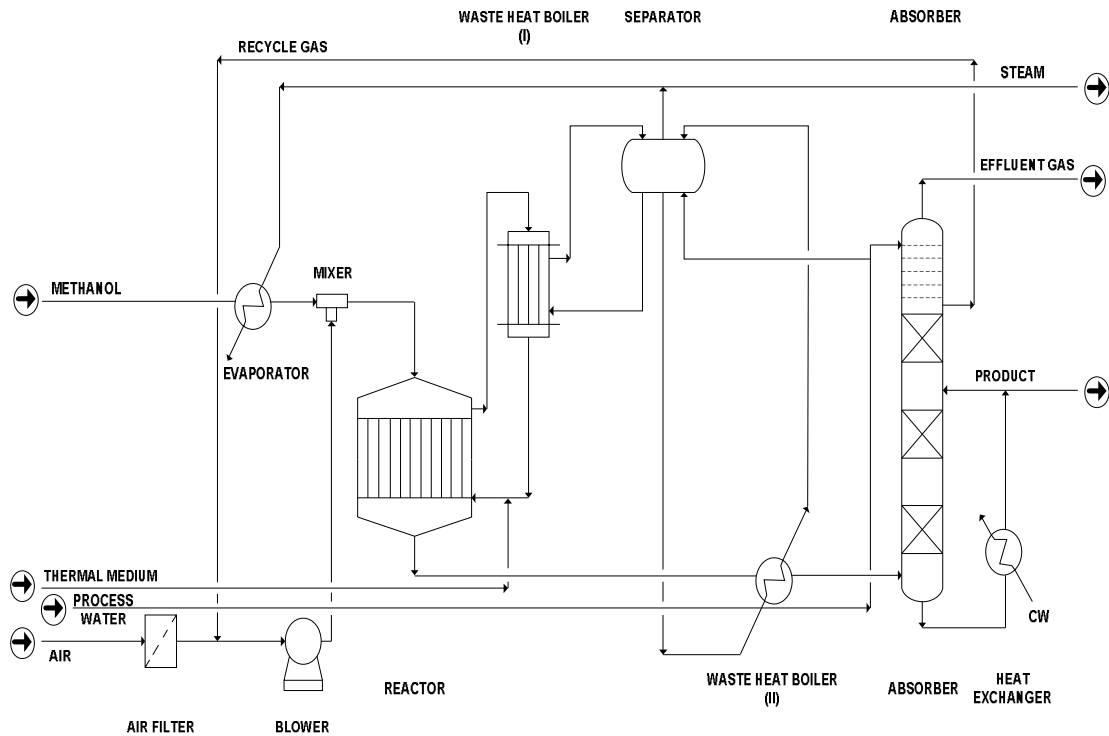 WASTE HEAT BOILER
(I)
SEPARATOR
ABSORBER
RECYCLE GAS
STEAM
EFFLUENT GAS
METHANOL
MIXER
EVAPORATOR
PRODUCT
THERMAL MEDIUM
PROCESS
WATER
AIR
CW
REACTOR
WASTE HEAT BOILER
(II)
ABSORBER
HEAT
EXCHANGER
AIR FILTER
BLOWER